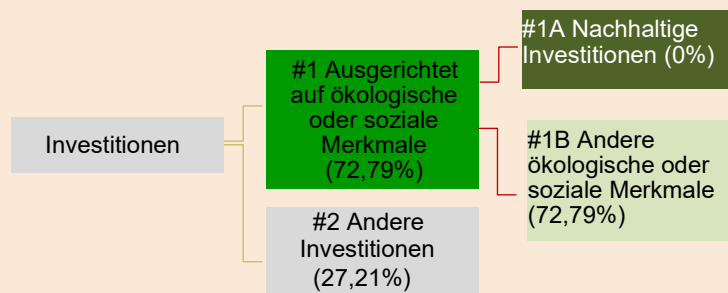 Investitionen
#1 Ausgerichtet
auf ökologische
oder soziale
Merkmale
(72,79%)
#2 Andere
Investitionen
(27,21%)
#1A Nachhaltige
Investitionen (0%)
#1B Andere
ökologische oder
soziale Merkmale
(72,79%)